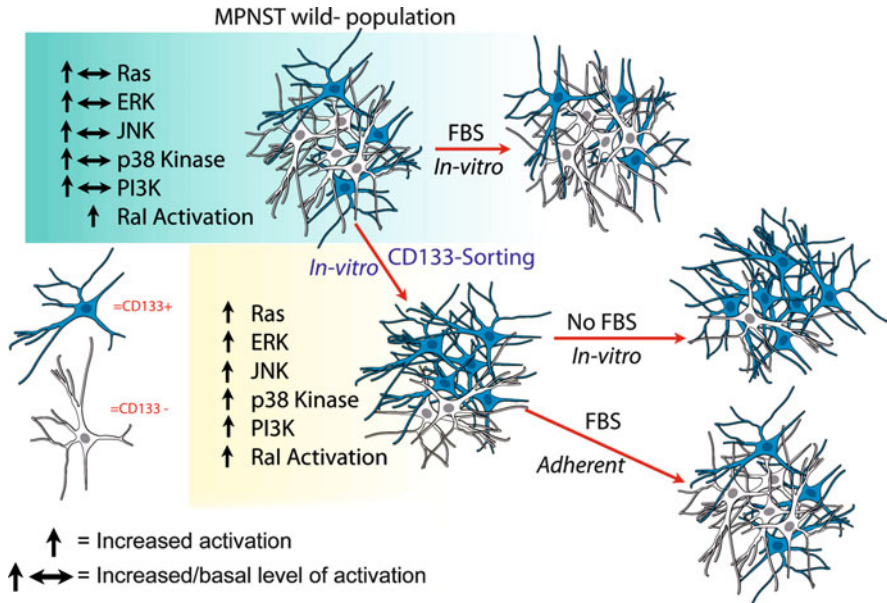 MPNST wild- population
↑ ↔ Ras
↑ ↔ ERK
↑ ↔ JNK
↑ ↔ p38 Kinase
↑ ↔ PI3K
↑ Ral Activation
FBS
In-vitro
In-vitro CD133-Sorting
=CD133+
=CD133 -
↑ Ras
↑ ERK
↑ JNK
↑ p38 Kinase
↑ PI3K
↑ Ral Activation
No FBS
In-vitro
FBS
Adherent
↑ = Increased activation
↑ ↔ = Increased/basal level of activation